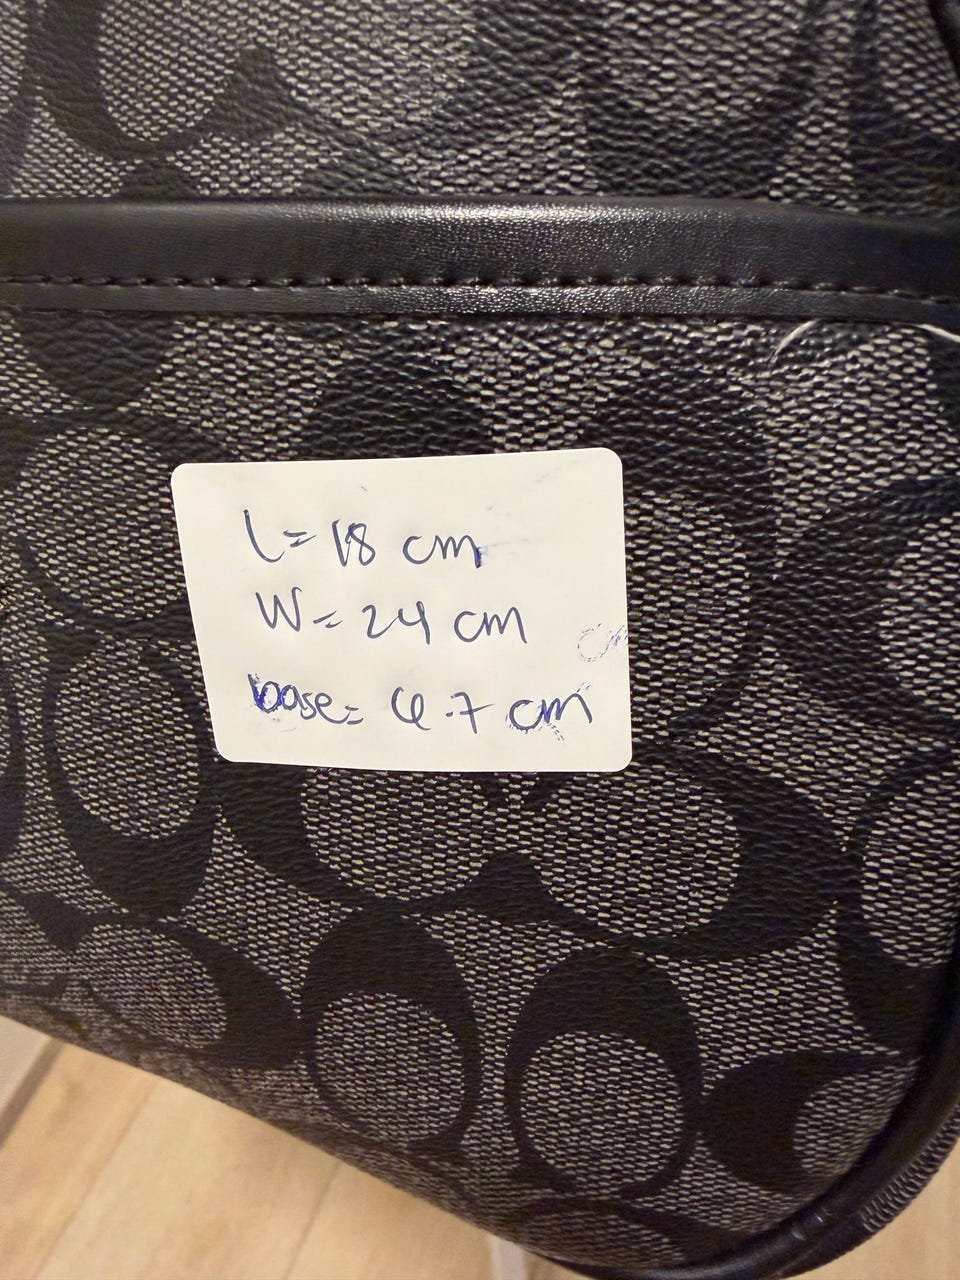 L= 18 cm
W= 24 cm
base= 6.7 cm